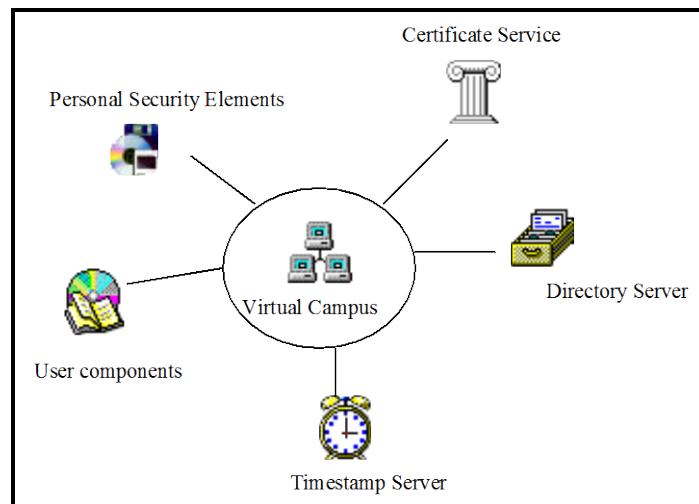 Certificate Service
Personal Security Elements
Directory Server
Virtual Campus
User components
Timestamp Server